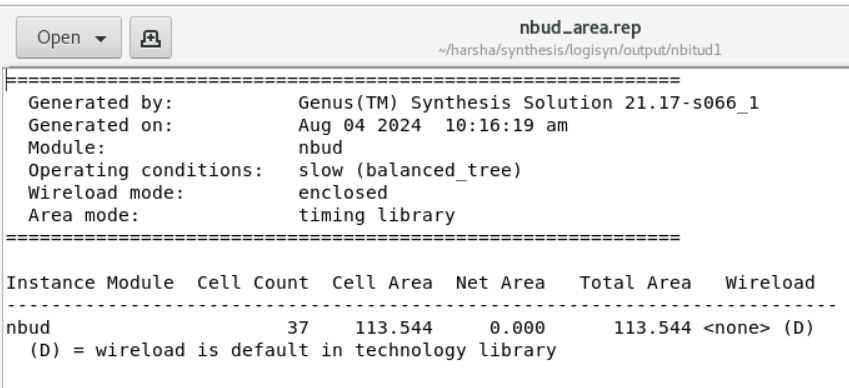 Open
nbud_area.rep
~/harsha/synthesis/logisyn/output/nbitud1
============================================================
  Generated by:           Genus(TM) Synthesis Solution 21.17-s066_1
  Generated on:           Aug 04 2024  10:16:19 am
  Module:                 nbud
  Operating conditions:   slow (balanced_tree)
  Wireload mode:          enclosed
  Area mode:              timing library
============================================================
Instance Module  Cell Count  Cell Area  Net Area   Total Area   Wireload
--------------------------------------------------------------------------
nbud                     37    113.544     0.000      113.544 <none> (D)
  (D) = wireload is default in technology library